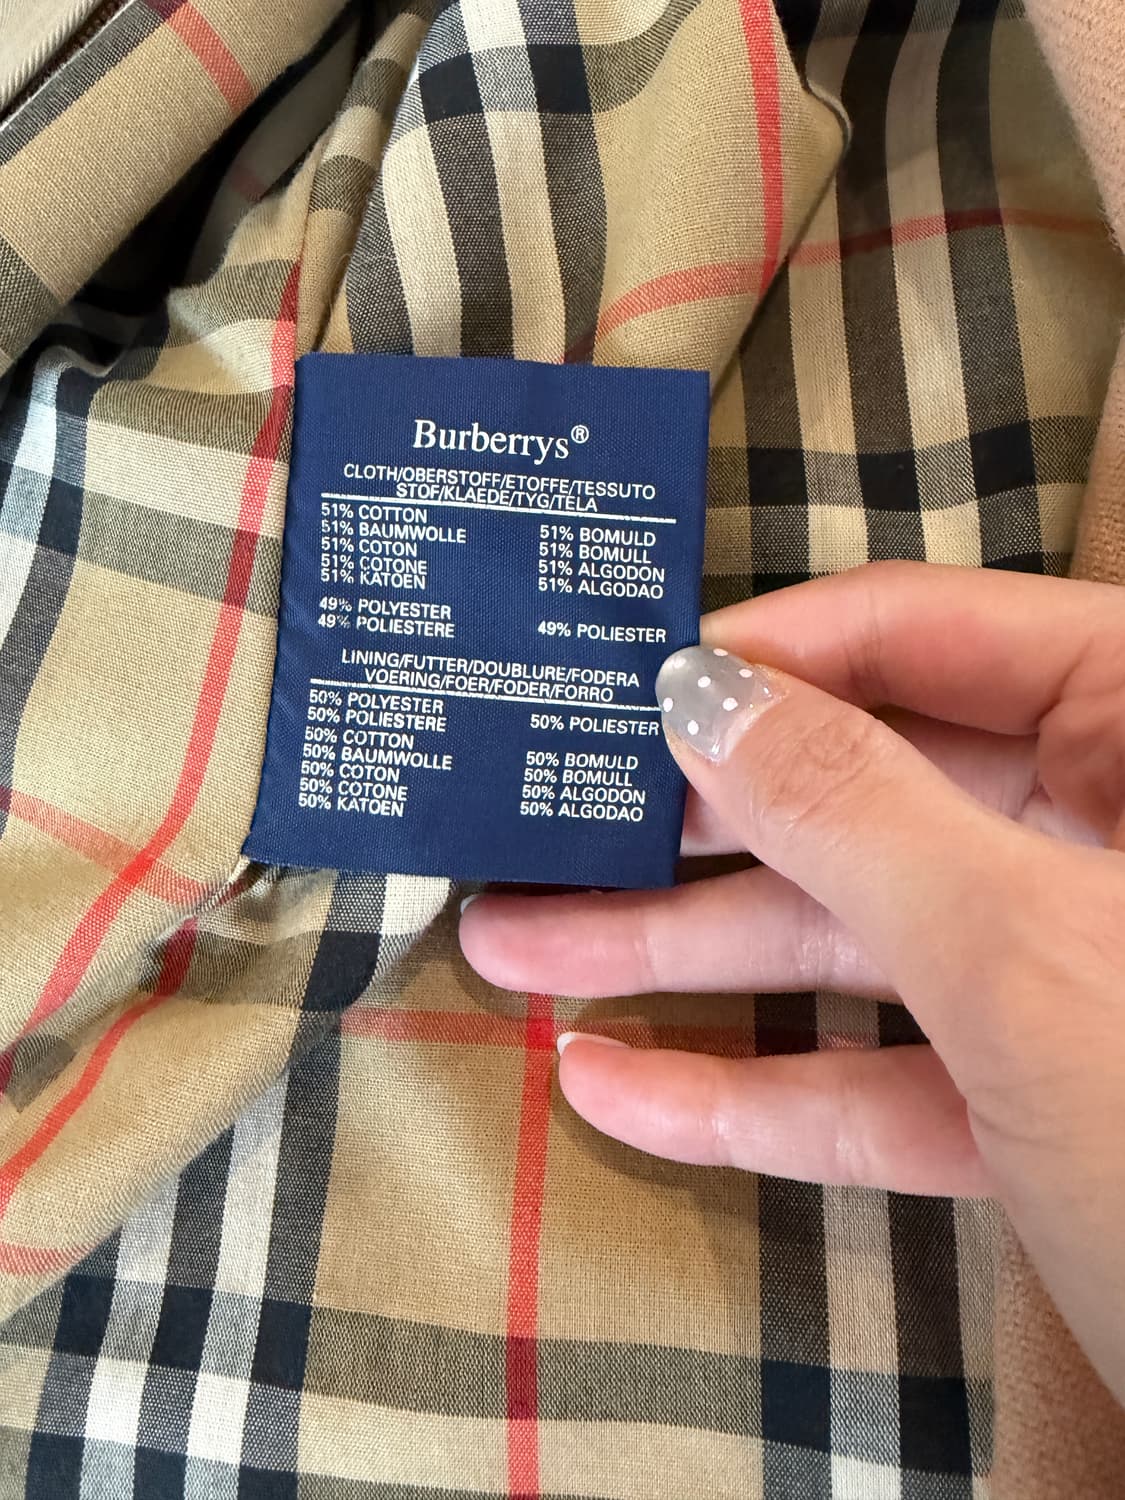 Burberrys®
CLOTH/OBERSTOFF/ETOFFE/TESSUTO
STOF/KLAEDE/TYG/TELA
51% COTTON
51% BAUMWOLLE
51% COTON
51% COTONE
51% KATOEN
51% BOMULD
51% BOMULL
51% ALGODON
51% ALGODAO
49% POLYESTER
49% POLIESTERE
49% POLIESTER
LINING/FUTTER/DOUBLURE/FODERA
VOERING/FOER/FODER/FORRO
50% POLYESTER
50% POLIESTERE
50% POLIESTER
50% COTTON
50% BAUMWOLLE
50% COTON
50% COTONE
50% KATOEN
50% BOMULD
50% BOMULL
50% ALGODON
50% ALGODAO